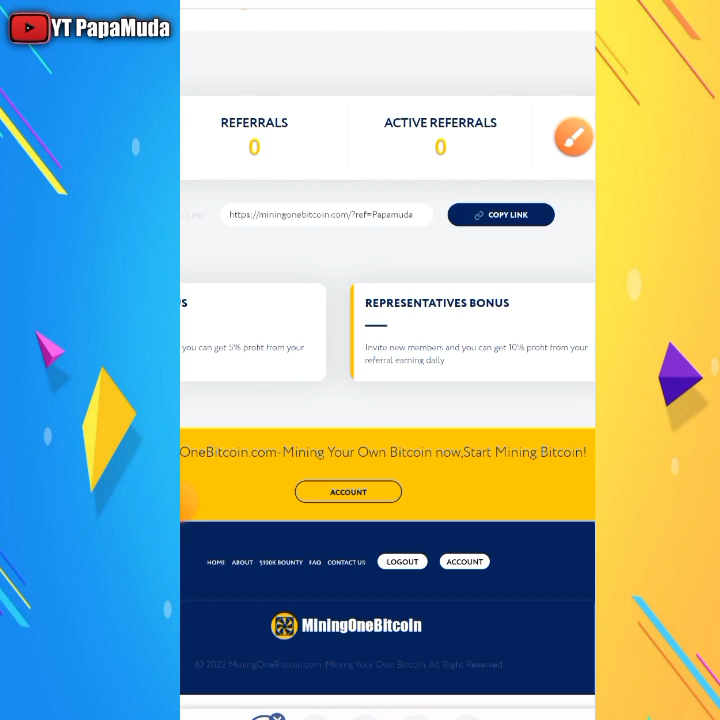 YT PapaMuda
REFERRALS
0
ACTIVE REFERRALS
0
Link
https://miningonebitcoin.com/?ref=Papamuda
COPY LINK
S
you can get 5% profit from your
REPRESENTATIVES BONUS
Invite new members and you can get 10% profit from your
referral earning daily
OneBitcoin.com-Mining Your Own Bitcoin now,Start Mining Bitcoin!
ACCOUNT
HOME ABOUT $100K BOUNTY FAQ CONTACT US LOGOUT ACCOUNT
MiningOneBitcoin
© 2022 MiningOneBitcoin.com-Mining Your Own Bitcoin. All Right Reserved.